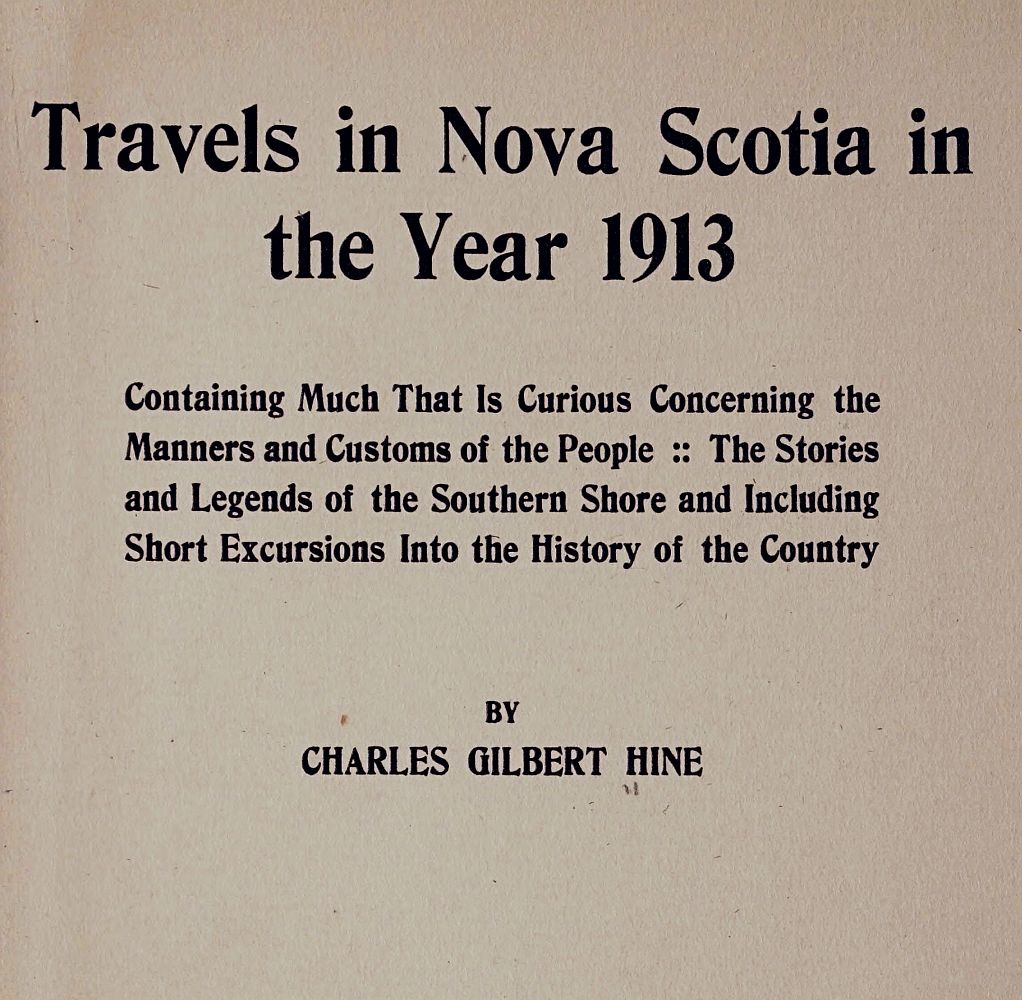 Travels in Nova Scotia in
the Year 1913
Containing Much That Is Curious Concerning the
Manners and Customs of the People :: The Stories
and Legends of the Southern Shore and Including
Short Excursions Into the History of the Country
BY
CHARLES GILBERT HINE